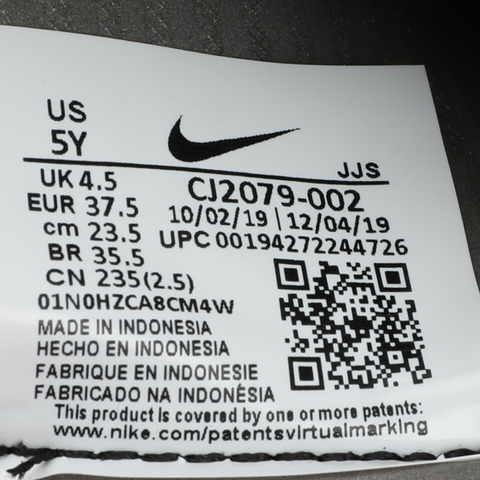 US
5Y
JJS
UK 4.5
CJ2079-002
EUR 37.5
10/02/19 | 12/04/19
cm 23.5
UPC 00194272244726
BR 35.5
CN 235(2.5)
01N0HZCA8CM4W
MADE IN INDONESIA
HECHO EN INDONESIA
FABRIQUE EN INDONESIE
FABRICADO NA INDONÉSIA
This product is covered by one or more patents:
www.nike.com/patentsvirtualmarking